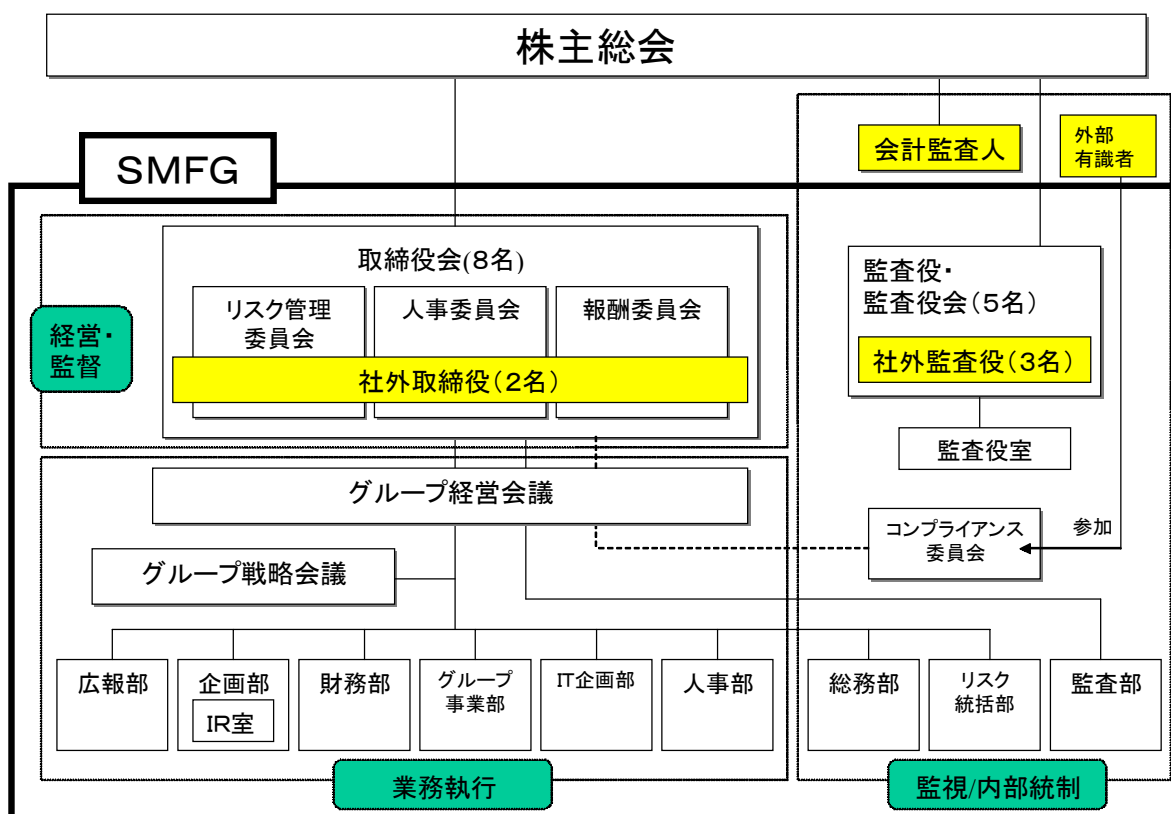 株主総会
会計監査人
外部
有識者
SMFG
取締役会(8名)
リスク管理
委員会
人事委員会
報酬委員会
社外取締役(2名)
経営・
監督
監査役・
監査役会(5名)
社外監査役(3名)
監査役室
グループ経営会議
コンプライアンス
委員会
参加
グループ戦略会議
広報部
企画部
IR室
財務部
グループ
事業部
IT企画部
人事部
総務部
リスク
統括部
監査部
業務執行
監視/内部統制